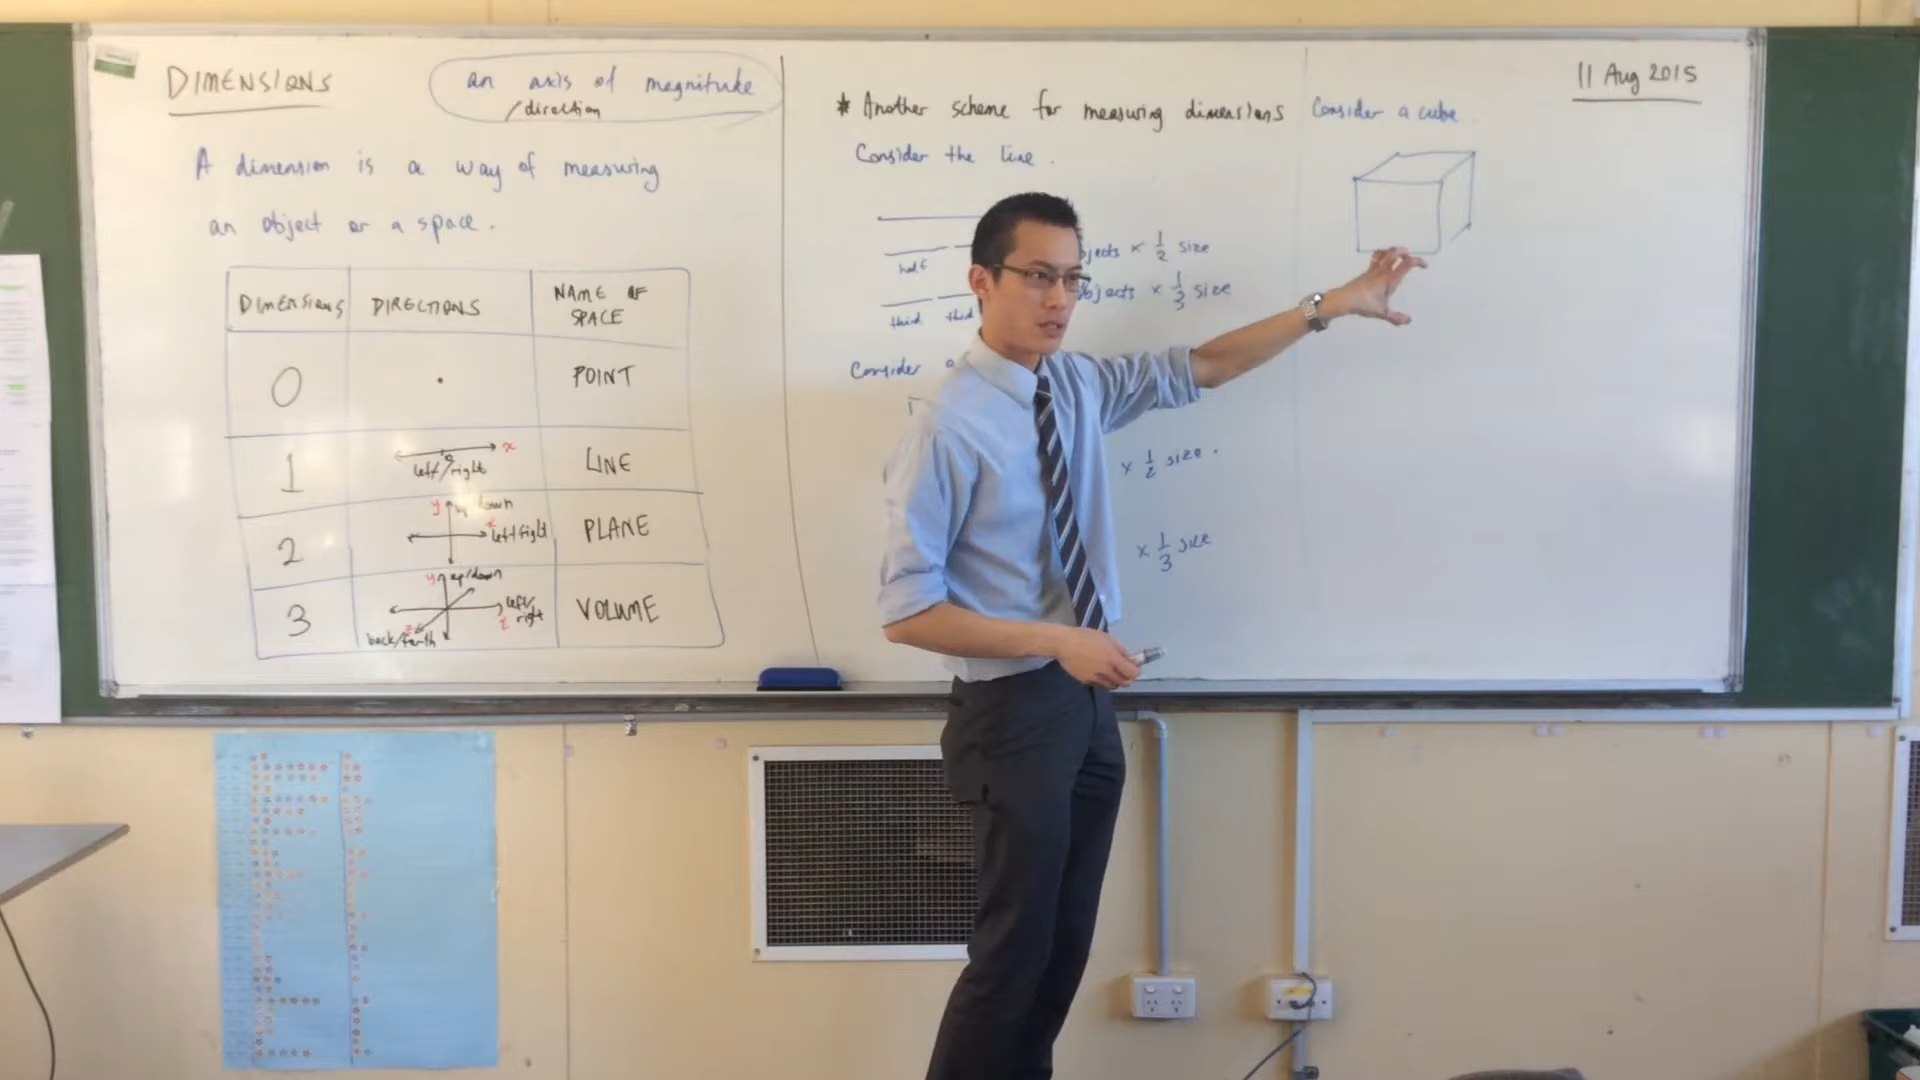 DIMENSIONS
an axis of magnitude
/direction
A dimension is a way of measuring
an object or a space.
DIMENSIONS DIRECTIONS NAME OF SPACE
0 POINT
1 x left/right LINE
2 y up/down x left/right PLANE
3 y up/down left/right z back/forth VOLUME
* Another scheme for measuring dimensions
Consider the line.
half
× 1/2 size
third third
× 1/3 size
Consider
× 1/2 size.
× 1/3 size
11 Aug 2015
Consider a cube.